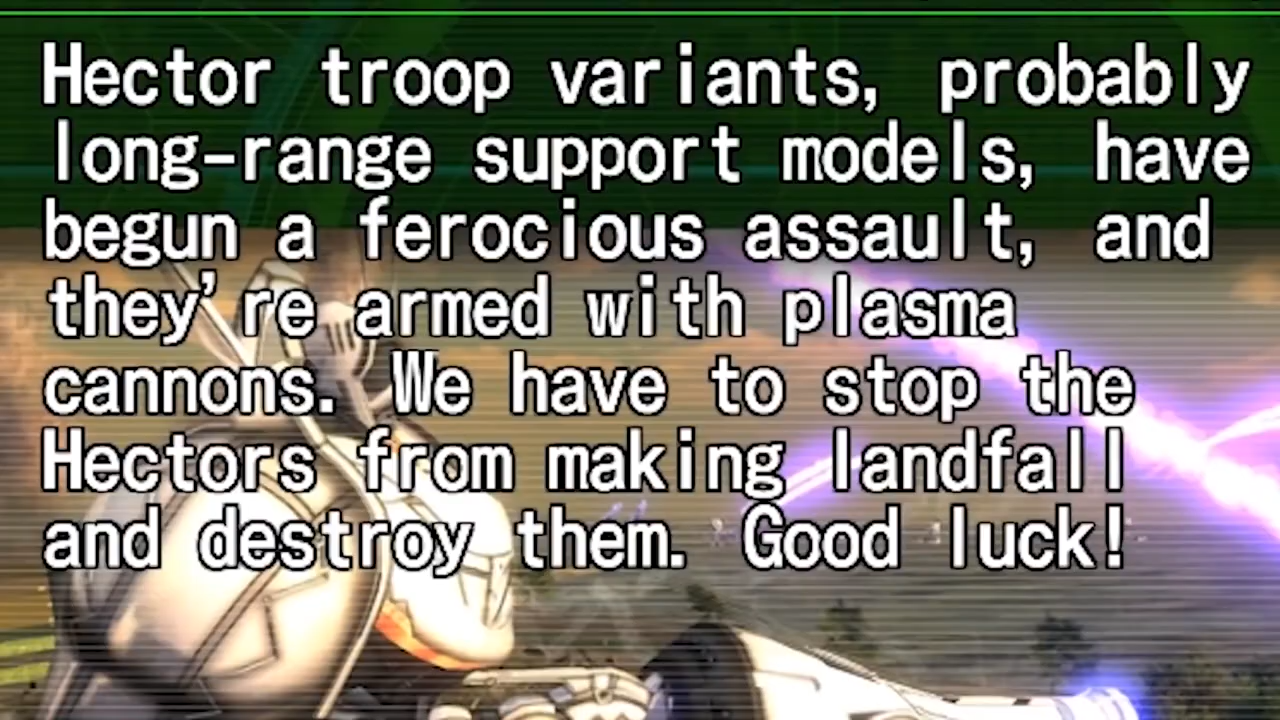 Hector troop variants, probably
long-range support models, have
begun a ferocious assault, and
they're armed with plasma
cannons. We have to stop the
Hectors from making landfall
and destroy them. Good luck!